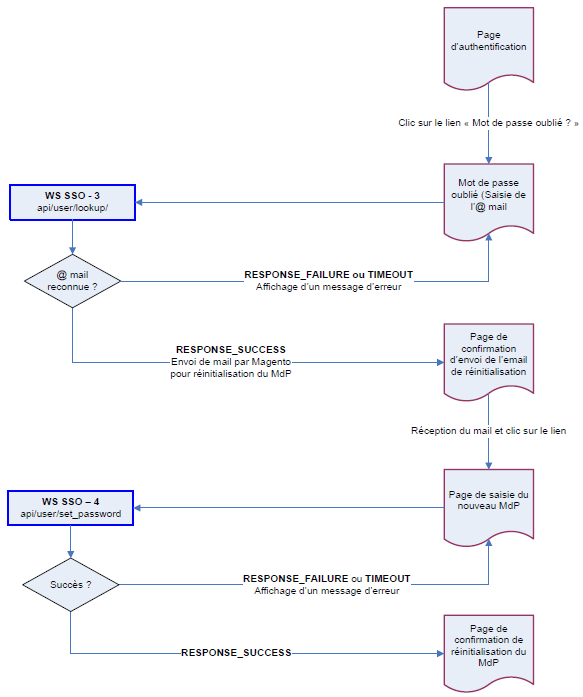 Page
d'authentification
Clic sur le lien « Mot de passe oublié ? »
Mot de passe
oublié (Saisie de
l'@ mail
WS SSO - 3
api/user/lookup/
@ mail
reconnue ?
RESPONSE_FAILURE ou TIMEOUT
Affichage d'un message d'erreur
RESPONSE_SUCCESS
Envoi de mail par Magento
pour réinitialisation du MdP
Page de
confirmation
d'envoi de l'email
de réinitialisation
Réception du mail et clic sur le lien
Page de saisie du
nouveau MdP
WS SSO – 4
api/user/set_password
Succès ?
RESPONSE_FAILURE ou TIMEOUT
Affichage d'un message d'erreur
RESPONSE_SUCCESS
Page de
confirmation de
réinitialisation du
MdP